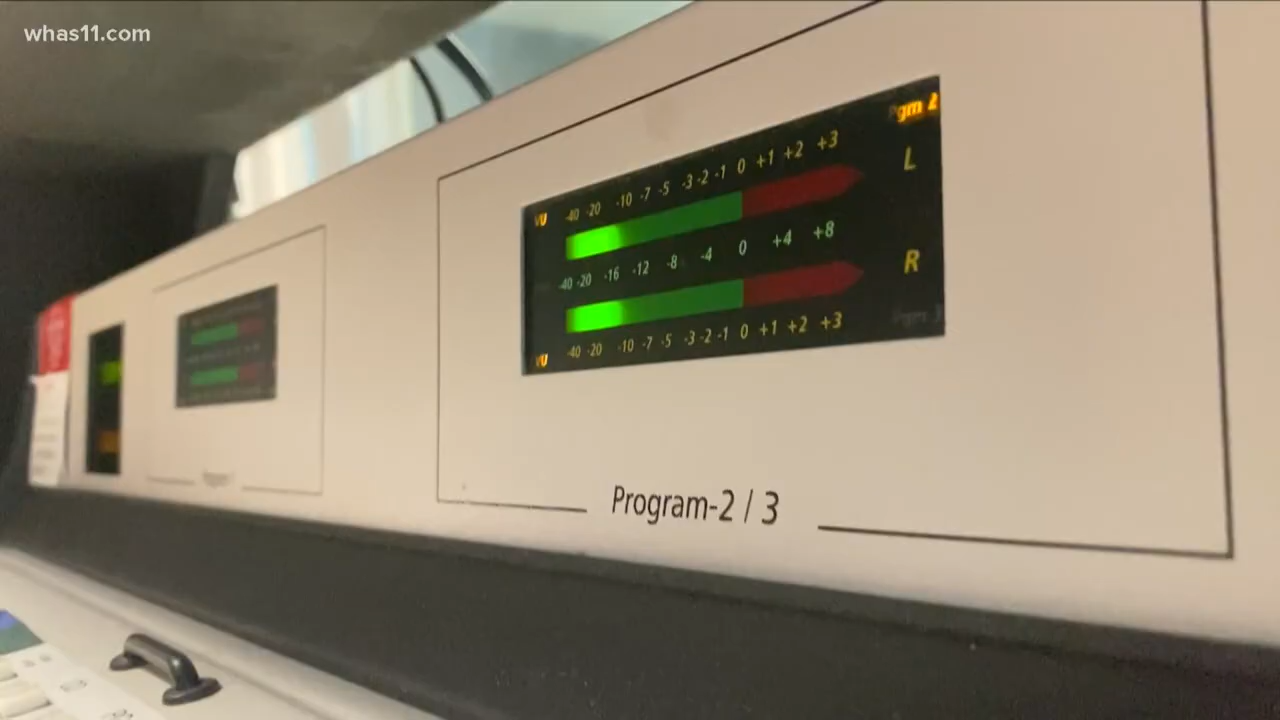 whas11.com
Pgm 2
VU -40 -20 -10 -7 -5 -3 -2 -1 0 +1 +2 +3
L
-40 -20 -16 -12 -8 -4 0 +4 +8
R
VU -40 -20 -10 -7 -5 -3 -2 -1 0 +1 +2 +3
Program-2 / 3